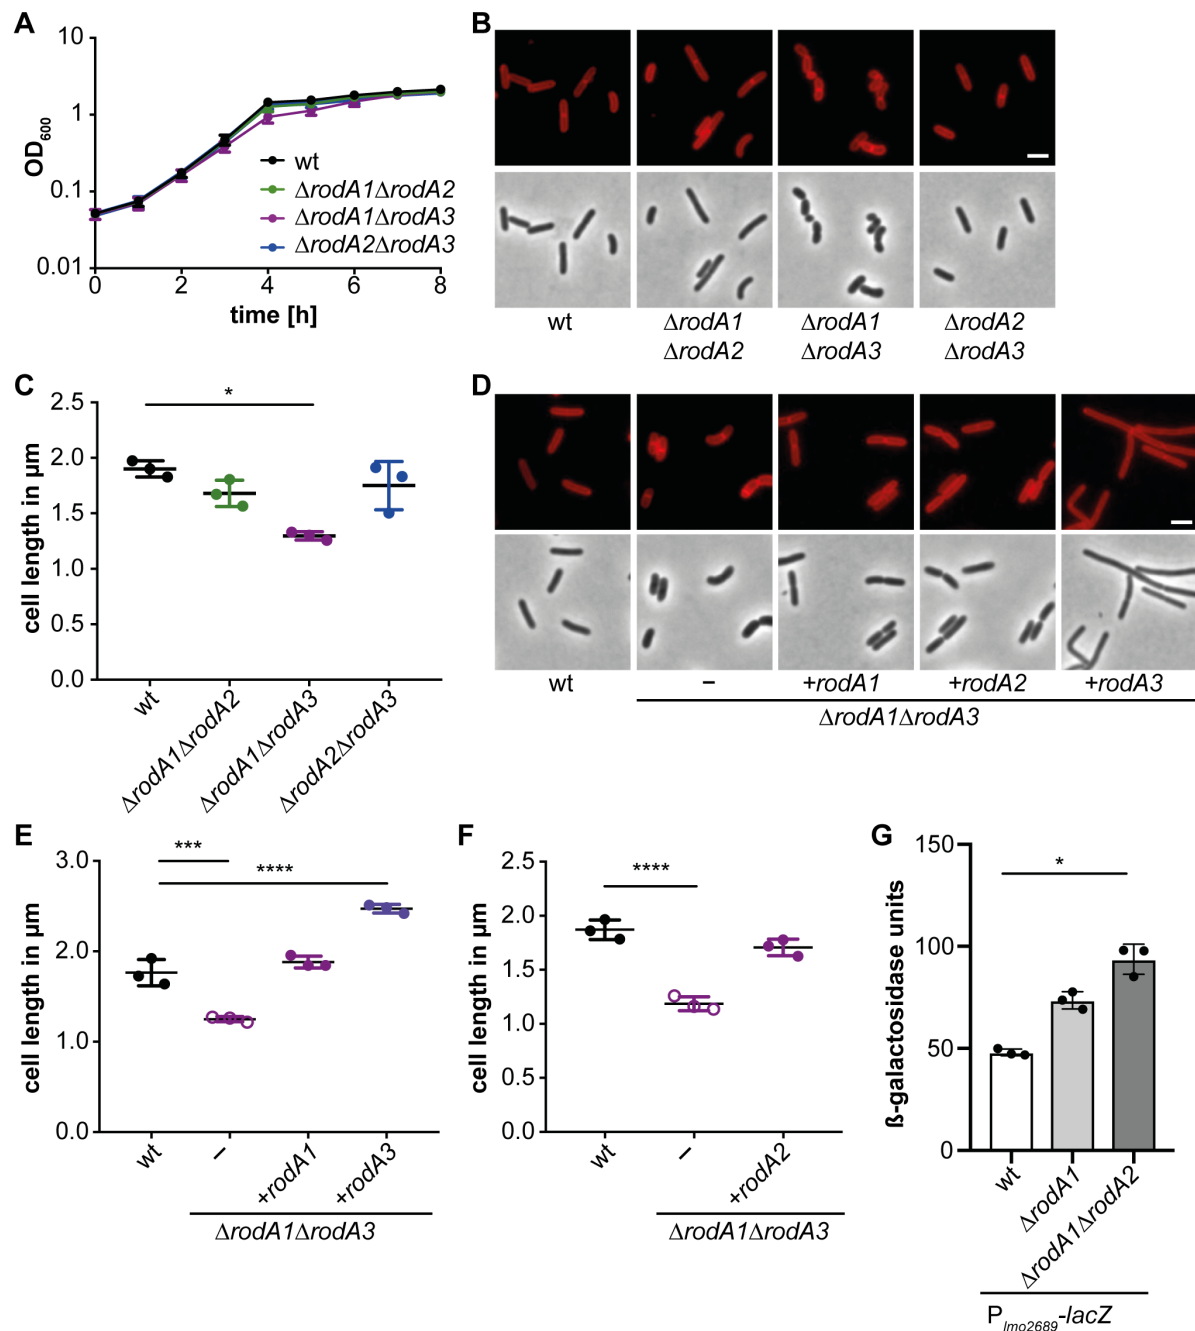 A
10
1
0.1
0.01
OD600
0
2
4
6
8
time [h]
wt
ΔrodA1ΔrodA2
ΔrodA1ΔrodA3
ΔrodA2ΔrodA3
B
wt
ΔrodA1
ΔrodA2
ΔrodA1
ΔrodA3
ΔrodA2
ΔrodA3
C
*
2.5
2.0
1.5
1.0
0.5
0.0
cell length in µm
wt
ΔrodA1ΔrodA2
ΔrodA1ΔrodA3
ΔrodA2ΔrodA3
D
wt
–
+rodA1
+rodA2
+rodA3
ΔrodA1ΔrodA3
E
***
****
3.0
2.0
1.0
0.0
cell length in µm
wt
–
+rodA1
+rodA3
ΔrodA1ΔrodA3
F
****
2.5
2.0
1.5
1.0
0.5
0.0
cell length in µm
wt
–
+rodA2
ΔrodA1ΔrodA3
G
*
150
100
50
0
ß-galactosidase units
wt
ΔrodA1
ΔrodA1ΔrodA2
Plmo2689-lacZ